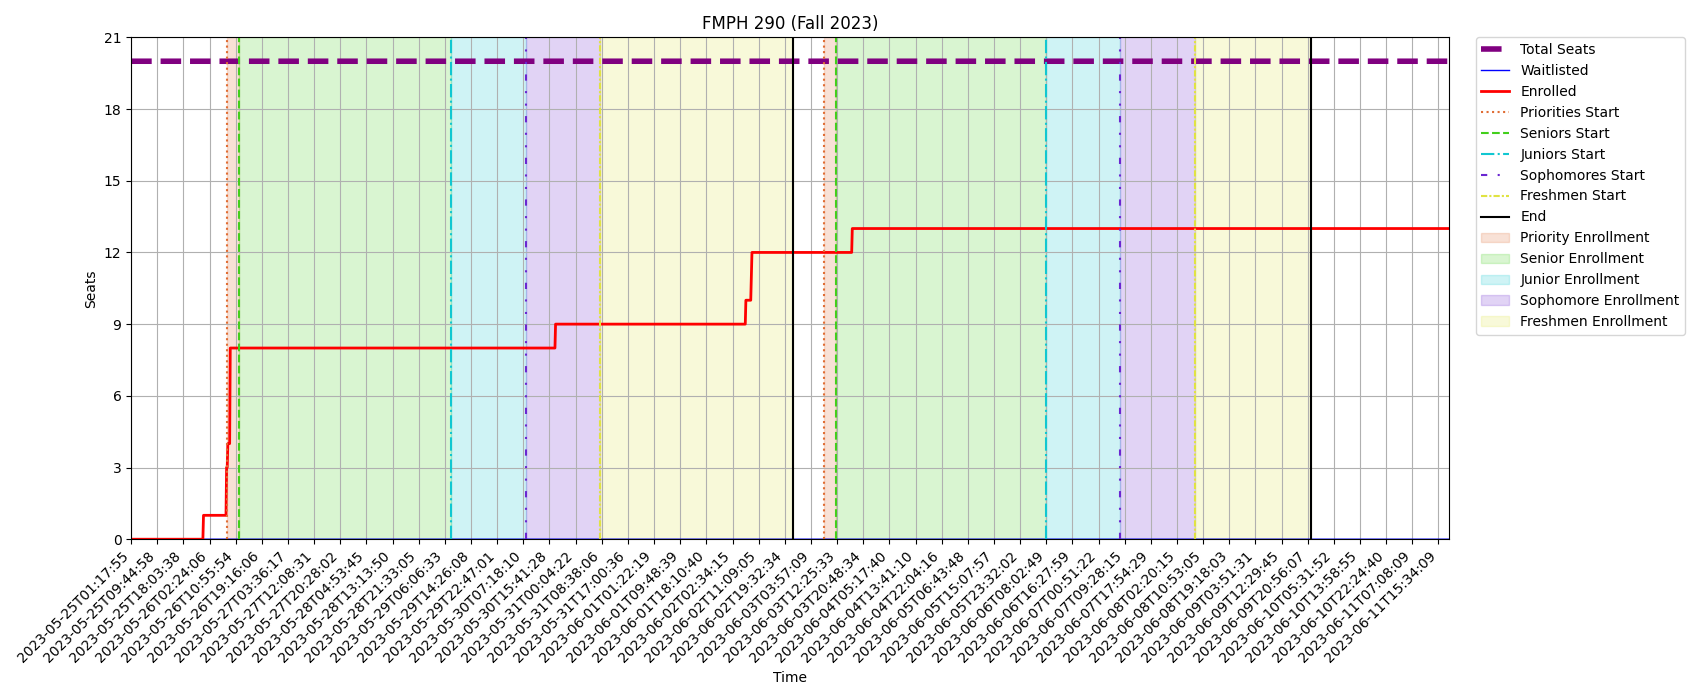 FMPH 290 (Fall 2023)
21
18
15
12
9
6
3
0
Seats
2023-05-25T01:17:55
2023-05-25T09:44:58
2023-05-25T18:03:38
2023-05-26T02:24:06
2023-05-26T10:55:54
2023-05-26T19:16:06
2023-05-27T03:36:17
2023-05-27T12:08:31
2023-05-27T20:28:02
2023-05-28T04:53:45
2023-05-28T13:13:50
2023-05-28T21:33:05
2023-05-29T06:06:33
2023-05-29T14:26:09
2023-05-29T22:47:01
2023-05-30T07:18:10
2023-05-30T15:41:28
2023-05-31T00:04:22
2023-05-31T08:38:06
2023-05-31T17:00:36
2023-06-01T01:22:19
2023-06-01T09:48:39
2023-06-01T18:10:40
2023-06-02T02:34:15
2023-06-02T11:09:05
2023-06-02T19:32:34
2023-06-03T03:57:09
2023-06-03T12:25:33
2023-06-03T20:48:34
2023-06-04T05:17:40
2023-06-04T13:41:10
2023-06-04T22:04:16
2023-06-05T06:43:48
2023-06-05T15:07:57
2023-06-05T23:32:02
2023-06-06T08:02:49
2023-06-06T16:27:59
2023-06-07T00:51:22
2023-06-07T09:28:15
2023-06-07T17:54:29
2023-06-08T02:20:15
2023-06-08T10:53:05
2023-06-08T19:18:03
2023-06-09T03:51:31
2023-06-09T12:29:45
2023-06-09T20:56:07
2023-06-10T05:31:52
2023-06-10T13:58:55
2023-06-10T22:24:40
2023-06-11T07:08:09
2023-06-11T15:34:09
Time
Total Seats
Waitlisted
Enrolled
Priorities Start
Seniors Start
Juniors Start
Sophomores Start
Freshmen Start
End
Priority Enrollment
Senior Enrollment
Junior Enrollment
Sophomore Enrollment
Freshmen Enrollment